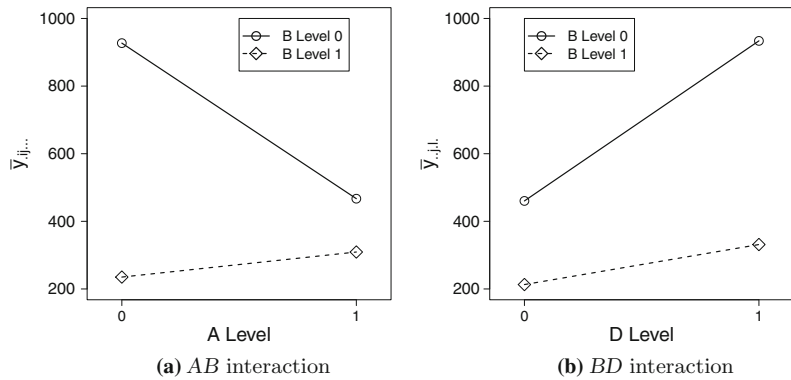 1000
800
600
400
200
ȳ.ij...
B Level 0
B Level 1
0
1
A Level
(a) AB interaction
1000
800
600
400
200
ȳ..j.l.
B Level 0
B Level 1
0
1
D Level
(b) BD interaction